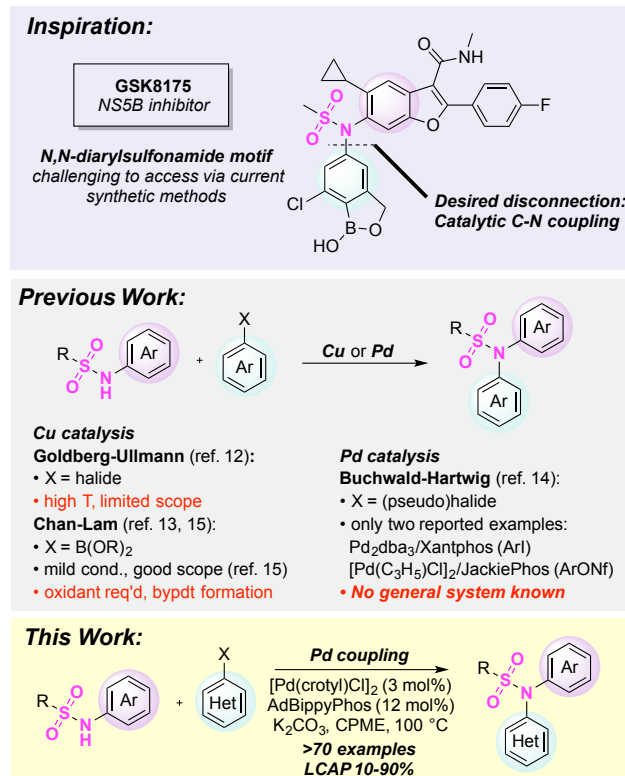 Inspiration:
GSK8175
NS5B inhibitor
N,N-diarylsulfonamide motif
challenging to access via current
synthetic methods
O
NH
F
O
O
S
N
O
Cl
B
O
HO
Desired disconnection:
Catalytic C-N coupling
Previous Work:
R
O
S
O
N
H
Ar
+
X
Ar
Cu or Pd
R
O
S
O
N
Ar
Ar
Cu catalysis
Goldberg-Ullmann (ref. 12):
• X = halide
• high T, limited scope
Chan-Lam (ref. 13, 15):
• X = B(OR)2
• mild cond., good scope (ref. 15)
• oxidant req'd, bypdt formation
Pd catalysis
Buchwald-Hartwig (ref. 14):
• X = (pseudo)halide
• only two reported examples:
Pd2dba3/Xantphos (ArI)
[Pd(C3H5)Cl]2/JackiePhos (ArONf)
• No general system known
This Work:
R
O
S
O
N
H
Ar
+
X
Het
Pd coupling
[Pd(crotyl)Cl]2 (3 mol%)
AdBippyPhos (12 mol%)
K2CO3, CPME, 100 °C
>70 examples
LCAP 10-90%
R
O
S
O
N
Ar
Het